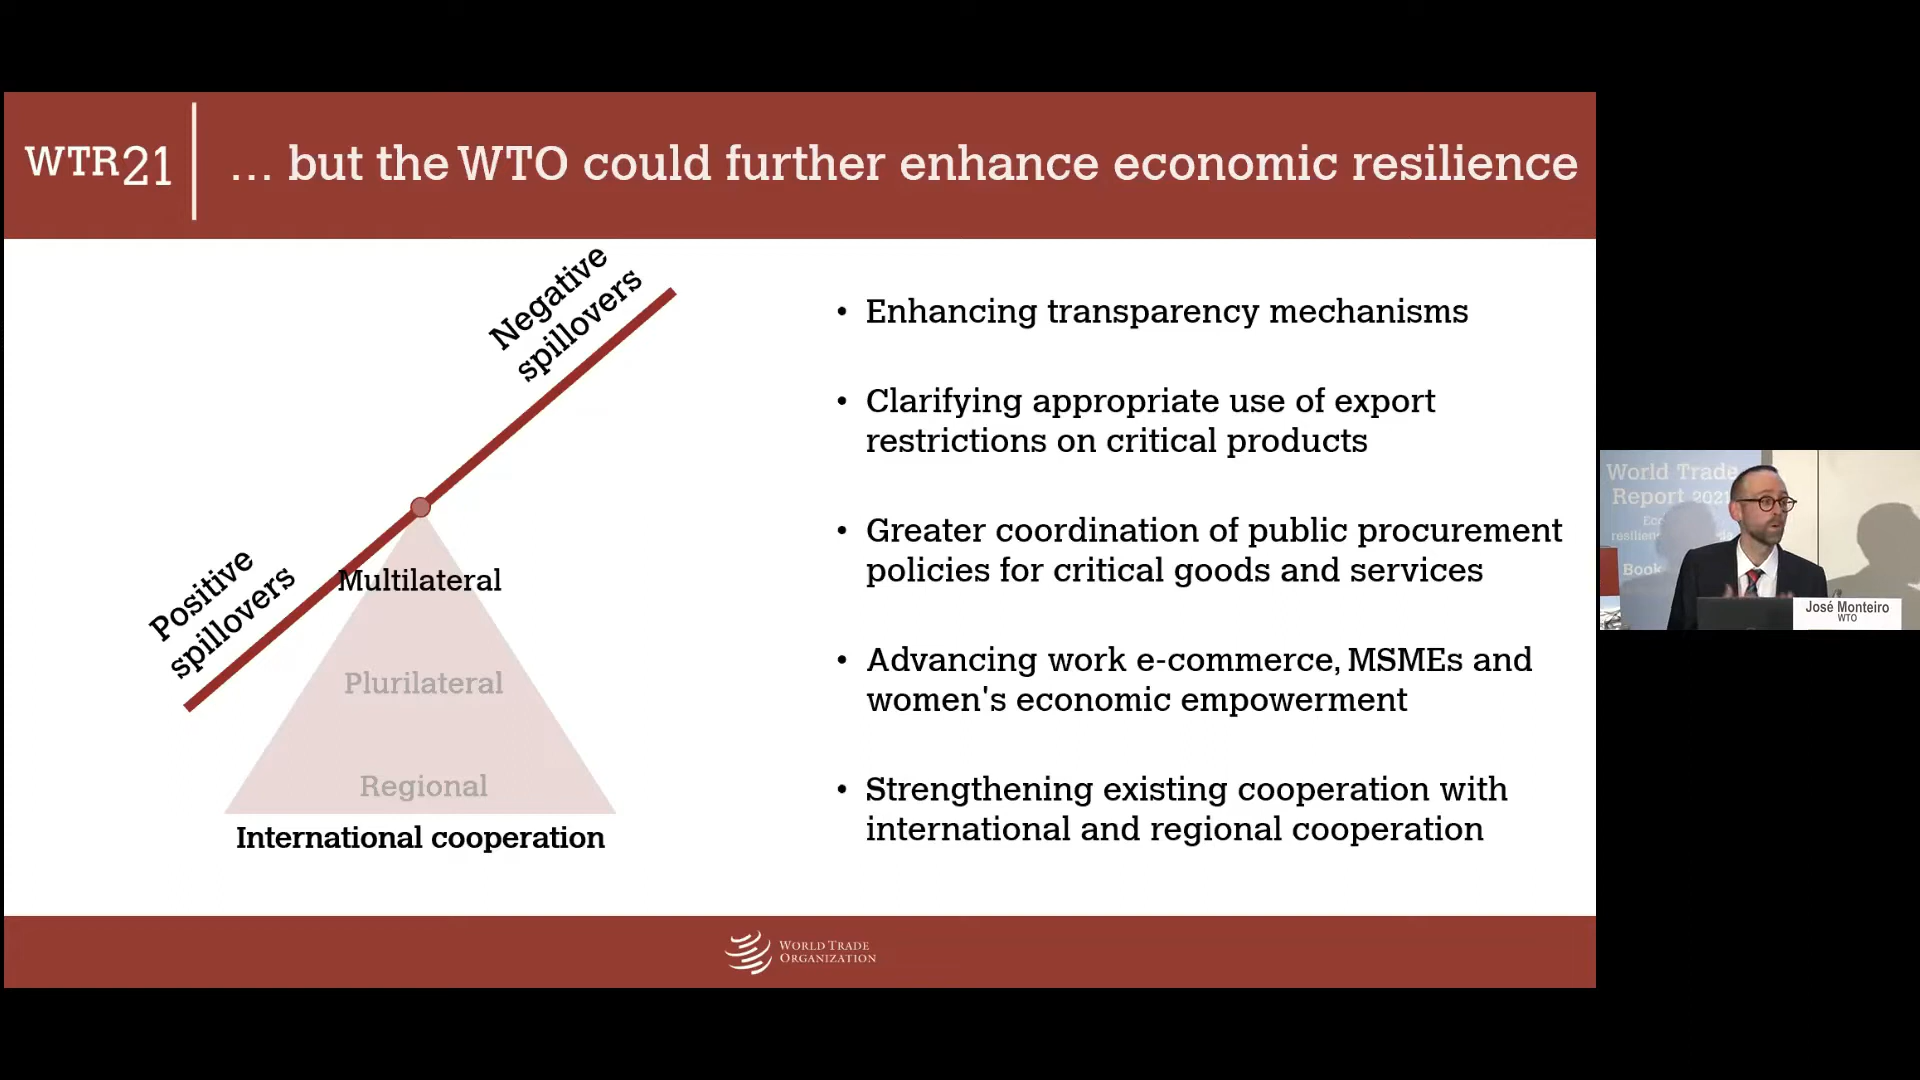 WTR21
... but the WTO could further enhance economic resilience
Negative
spillovers
Positive
spillovers
Multilateral
Plurilateral
Regional
International cooperation
• Enhancing transparency mechanisms
• Clarifying appropriate use of export
restrictions on critical products
• Greater coordination of public procurement
policies for critical goods and services
• Advancing work e-commerce, MSMEs and
women's economic empowerment
• Strengthening existing cooperation with
international and regional cooperation
WORLD TRADE
ORGANIZATION
World Trade
Report 2021
Book
José Monteiro
WTO